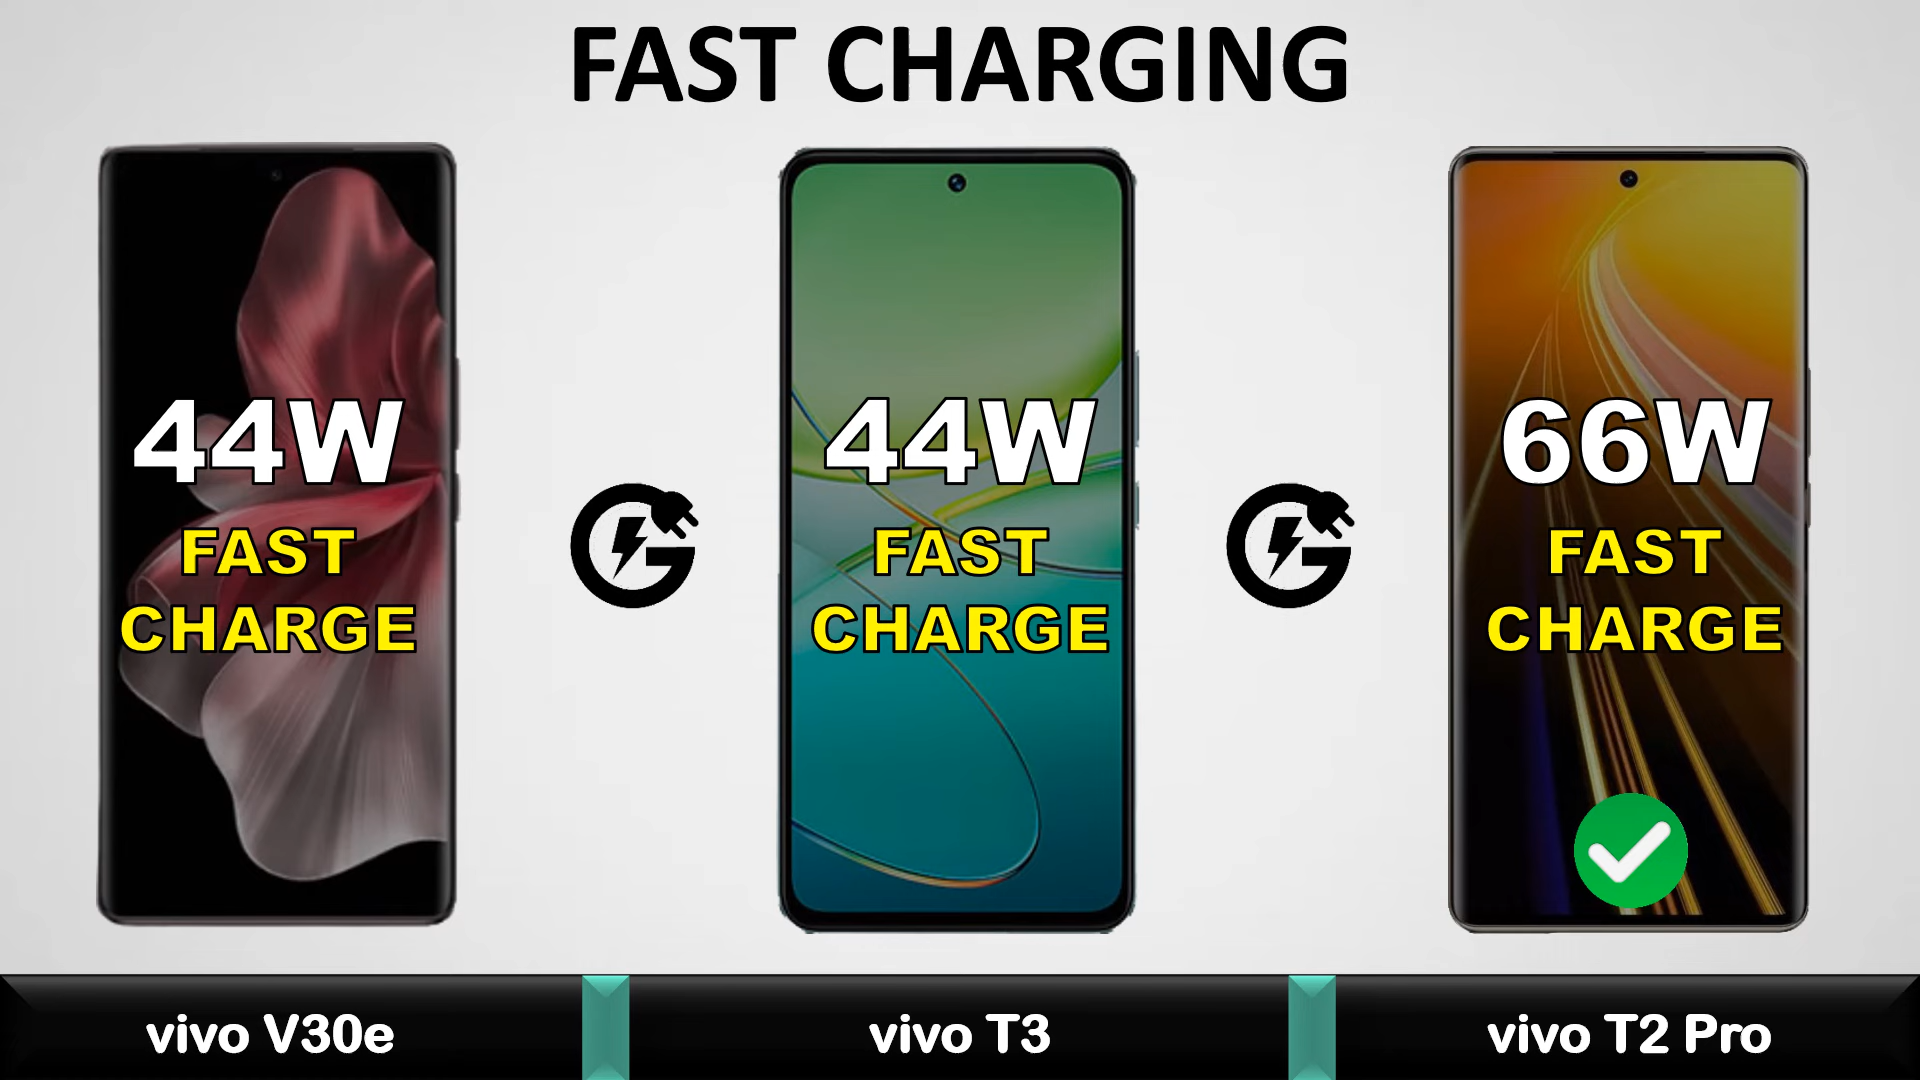 FAST CHARGING
44W
FAST
CHARGE
44W
FAST
CHARGE
66W
FAST
CHARGE
vivo V30e
vivo T3
vivo T2 Pro